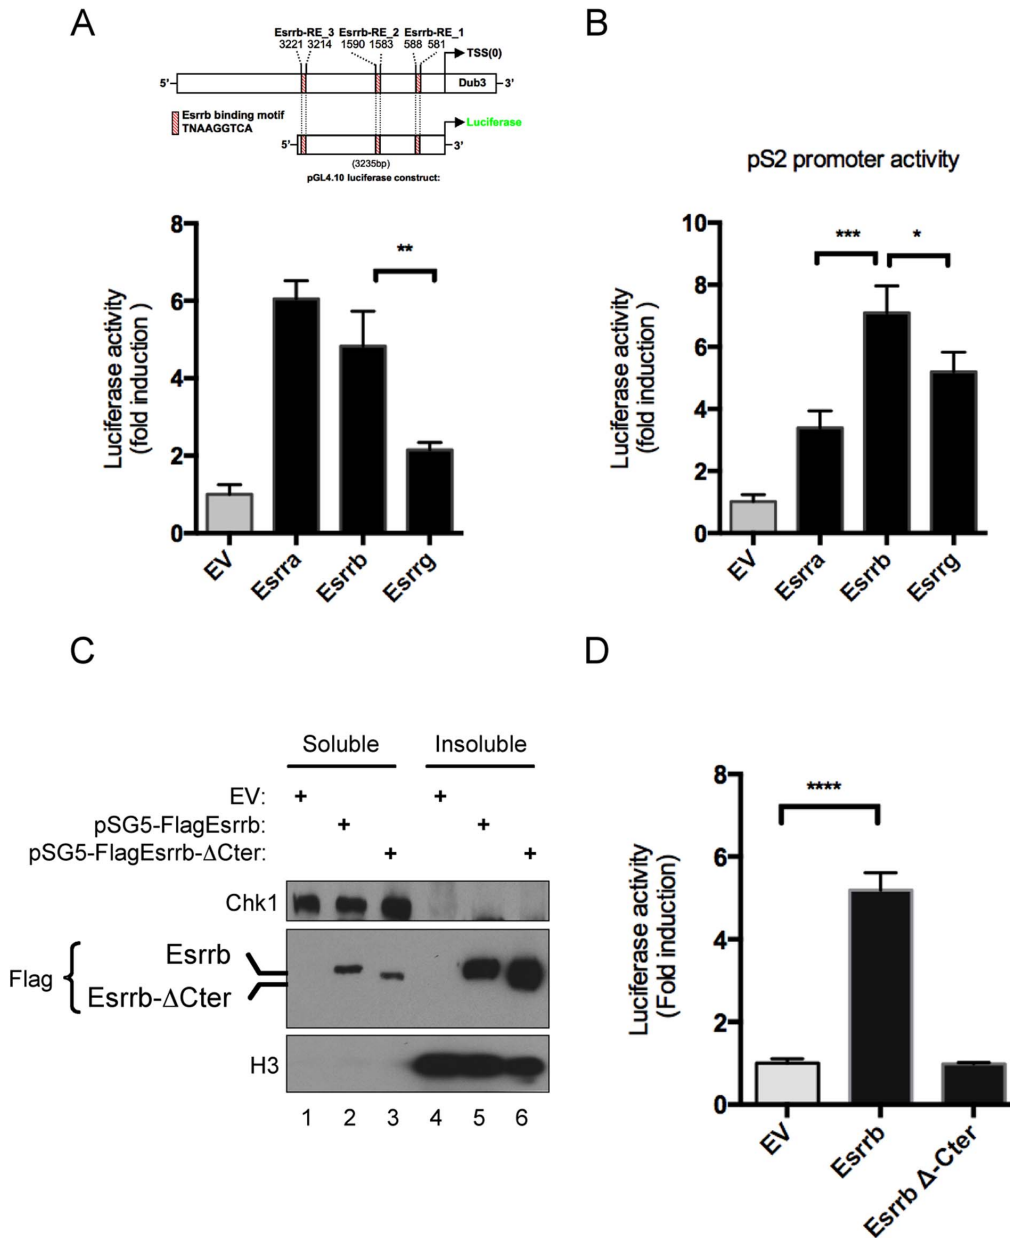 A
Esrrb-RE_3 Esrrb-RE_2 Esrrb-RE_1
3221 3214 1590 1583 588 581
TSS(0)
5' Dub3 3'
Esrrb binding motif
TNAAGGTCA
Luciferase
5' 3'
(3235bp)
pGL4.10 luciferase construct:
Luciferase activity
(fold induction )
8
6
4
2
0
**
EV
Esrra
Esrrb
Esrrg
B
pS2 promoter activity
Luciferase activity
(fold induction)
10
8
6
4
2
0
*** *
EV
Esrra
Esrrb
Esrrg
C
Soluble Insoluble
EV: + +
pSG5-FlagEsrrb: + +
pSG5-FlagEsrrb-ΔCter: + +
Chk1
Flag
Esrrb
Esrrb-ΔCter
H3
1 2 3 4 5 6
D
Luciferase activity
(Fold induction)
8
6
4
2
0
****
EV
Esrrb
Esrrb Δ-Cter